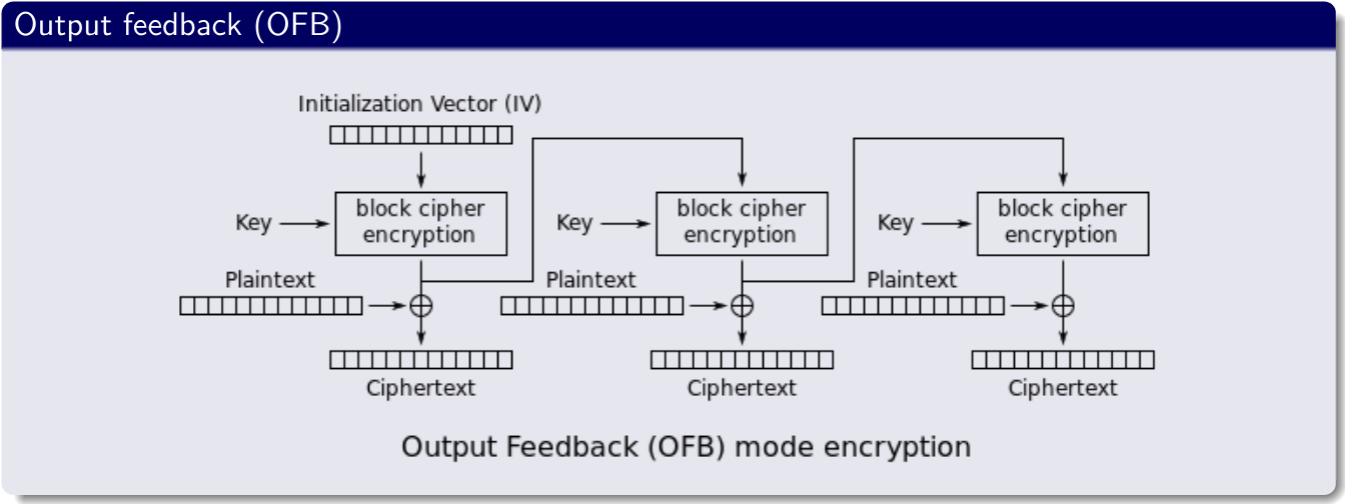 Output feedback (OFB)
Initialization Vector (IV)
Key
block cipher
encryption
Plaintext
Ciphertext
Key
block cipher
encryption
Plaintext
Ciphertext
Key
block cipher
encryption
Plaintext
Ciphertext
Output Feedback (OFB) mode encryption